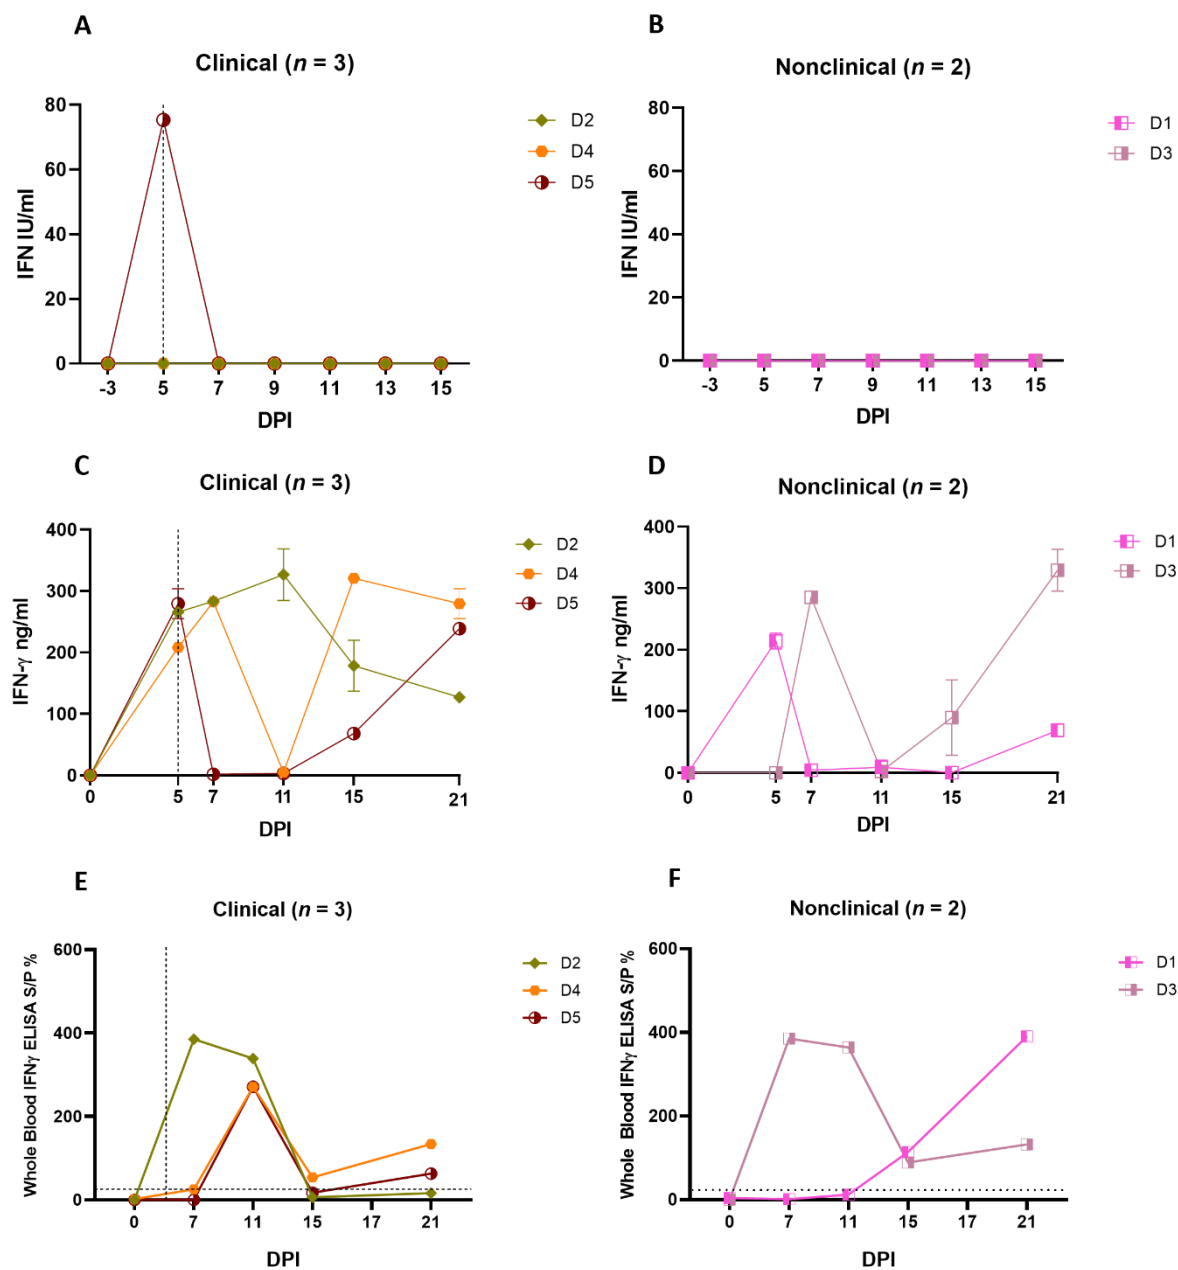 A
Clinical (n = 3)
IFN IU/ml
80
60
40
20
0
-3 5 7 9 11 13 15
DPI
D2
D4
D5
B
Nonclinical (n = 2)
IFN IU/ml
80
60
40
20
0
-3 5 7 9 11 13 15
DPI
D1
D3
C
Clinical (n = 3)
IFN-γ ng/ml
400
300
200
100
0
0 5 7 11 15 21
DPI
D2
D4
D5
D
Nonclinical (n = 2)
IFN-γ ng/ml
400
300
200
100
0
0 5 7 11 15 21
DPI
D1
D3
E
Clinical (n = 3)
Whole Blood IFNγ ELISA S/P %
600
400
200
0
0 7 11 15 17 21
DPI
D2
D4
D5
F
Nonclinical (n = 2)
Whole Blood IFNγ ELISA S/P %
600
400
200
0
0 7 11 15 17 21
DPI
D1
D3